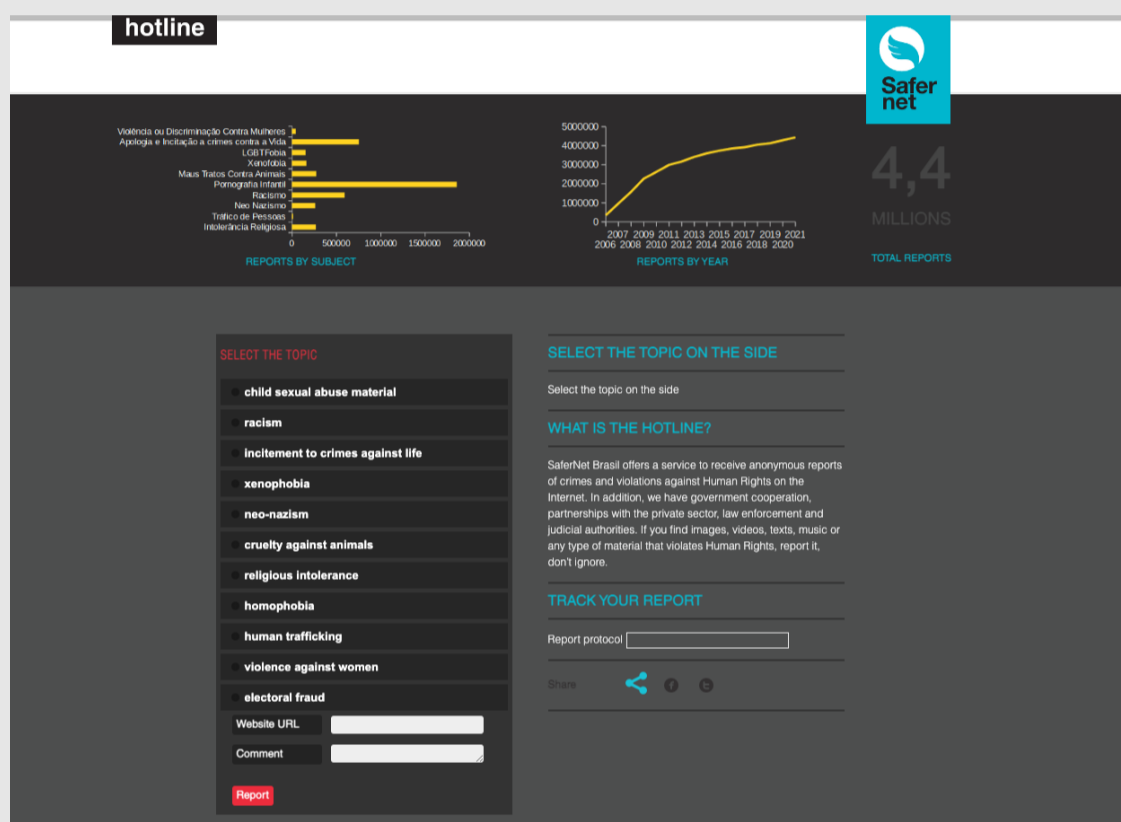 hotline
Safer
net
Violência ou Discriminação Contra Mulheres
Apologia e Incitação a crimes contra a Vida
LGBTFobia
Xenofobia
Maus Tratos Contra Animais
Pornografia Infantil
Racismo
Neo Nazismo
Tráfico de Pessoas
Intolerância Religiosa
0 500000 1000000 1500000 2000000
REPORTS BY SUBJECT
5000000
4000000
3000000
2000000
1000000
0
2007 2009 2011 2013 2015 2017 2019 2021
2006 2008 2010 2012 2014 2016 2018 2020
REPORTS BY YEAR
4,4
MILLIONS
TOTAL REPORTS
SELECT THE TOPIC
child sexual abuse material
racism
incitement to crimes against life
xenophobia
neo-nazism
cruelty against animals
religious intolerance
homophobia
human trafficking
violence against women
electoral fraud
Website URL
Comment
Report
SELECT THE TOPIC ON THE SIDE
Select the topic on the side
WHAT IS THE HOTLINE?
SaferNet Brasil offers a service to receive anonymous reports
of crimes and violations against Human Rights on the
Internet. In addition, we have government cooperation,
partnerships with the private sector, law enforcement and
judicial authorities. If you find images, videos, texts, music or
any type of material that violates Human Rights, report it,
don't ignore.
TRACK YOUR REPORT
Report protocol
Share